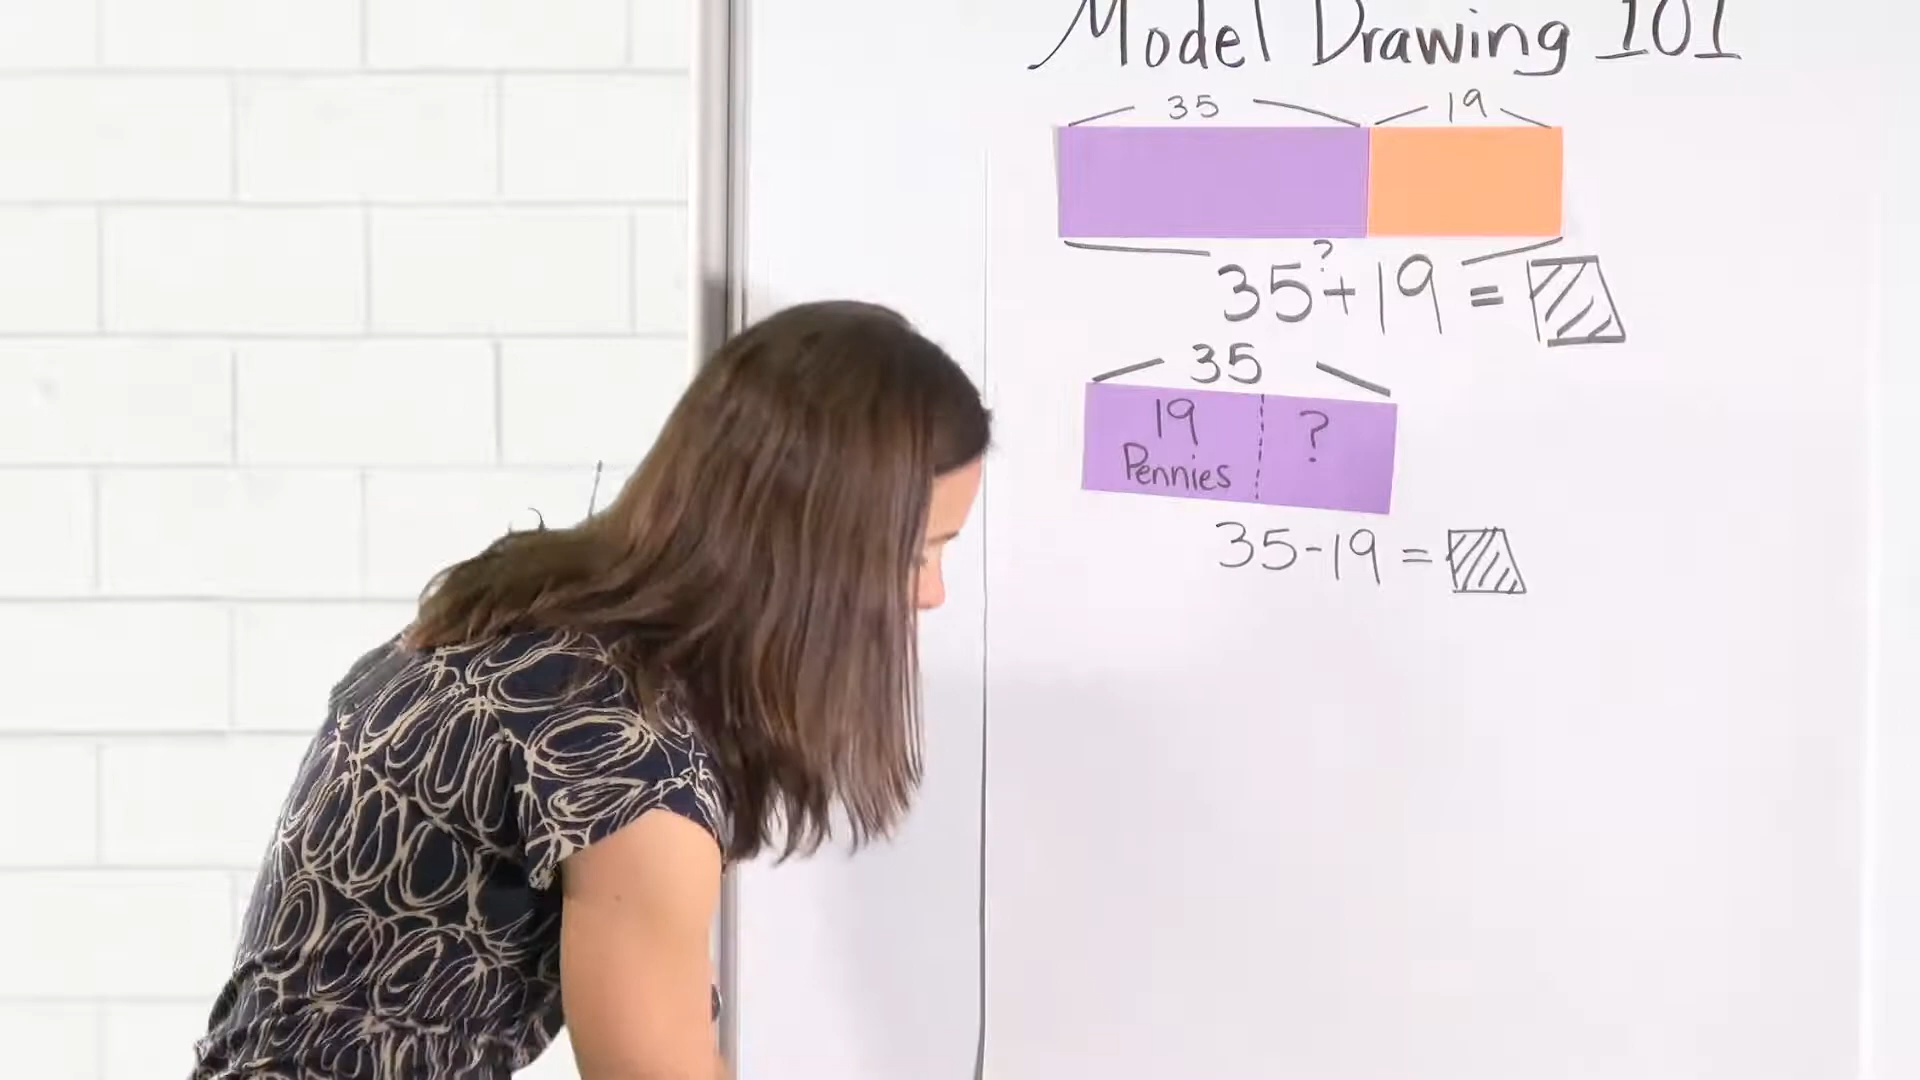 Model Drawing 101
35 19
?
35 + 19 =
35
19 ?
Pennies
35 - 19 =